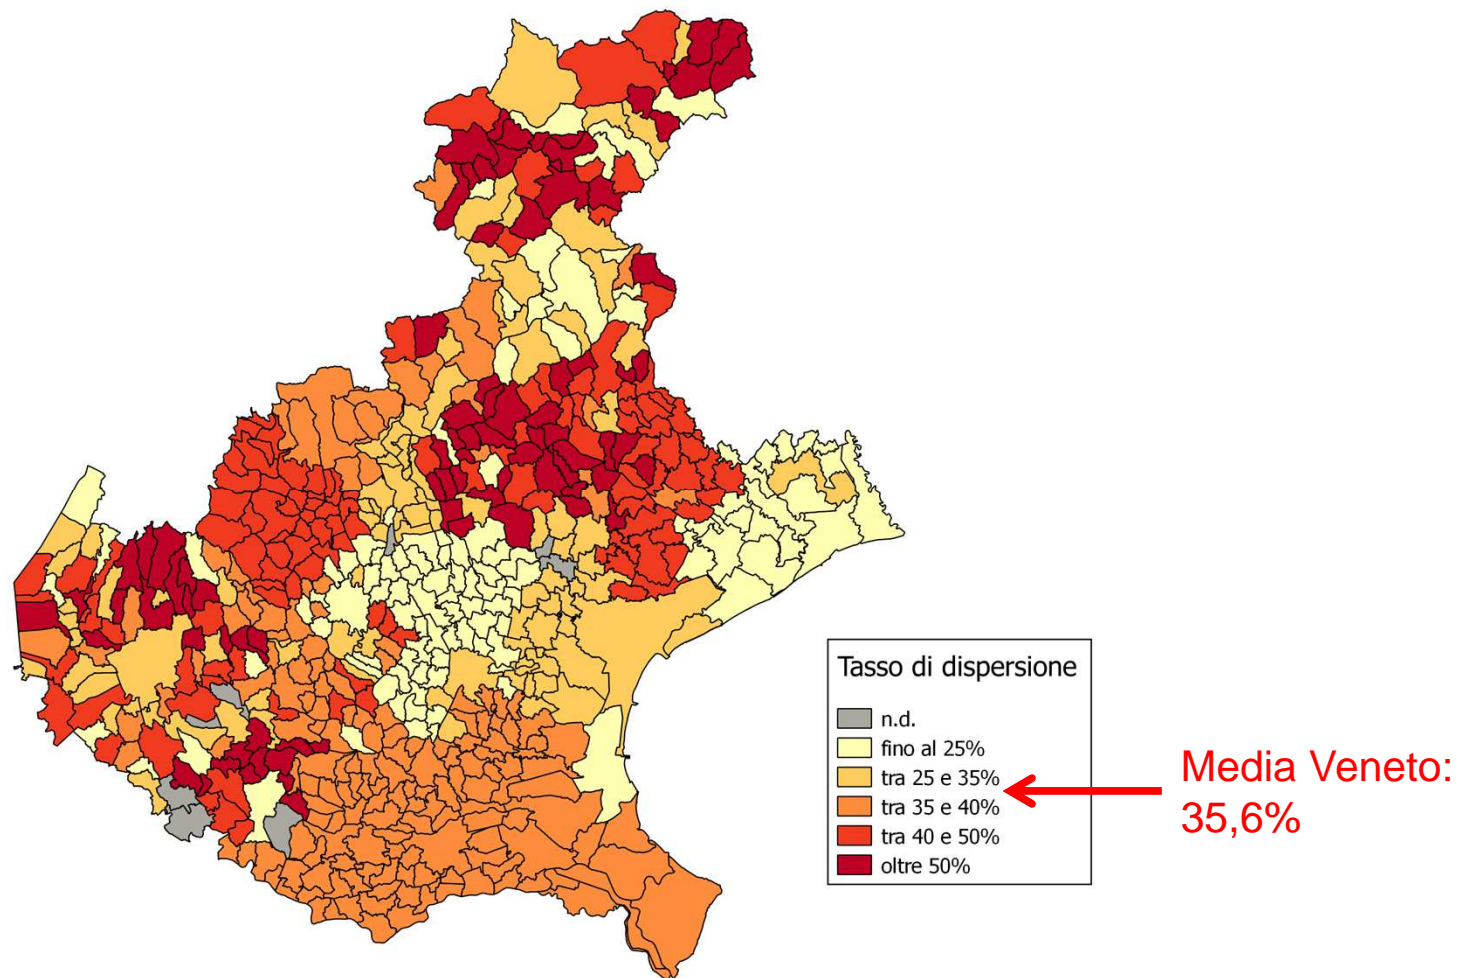 Tasso di dispersione
n.d.
fino al 25%
tra 25 e 35%
tra 35 e 40%
tra 40 e 50%
oltre 50%
Media Veneto:
35,6%